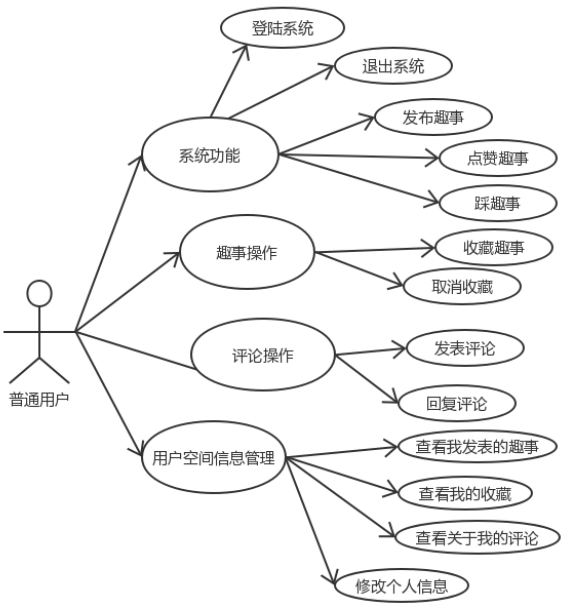 登陆系统
退出系统
发布趣事
系统功能
点赞趣事
踩趣事
趣事操作
收藏趣事
取消收藏
发表评论
评论操作
普通用户
回复评论
查看我发表的趣事
用户空间信息管理
查看我的收藏
查看关于我的评论
修改个人信息